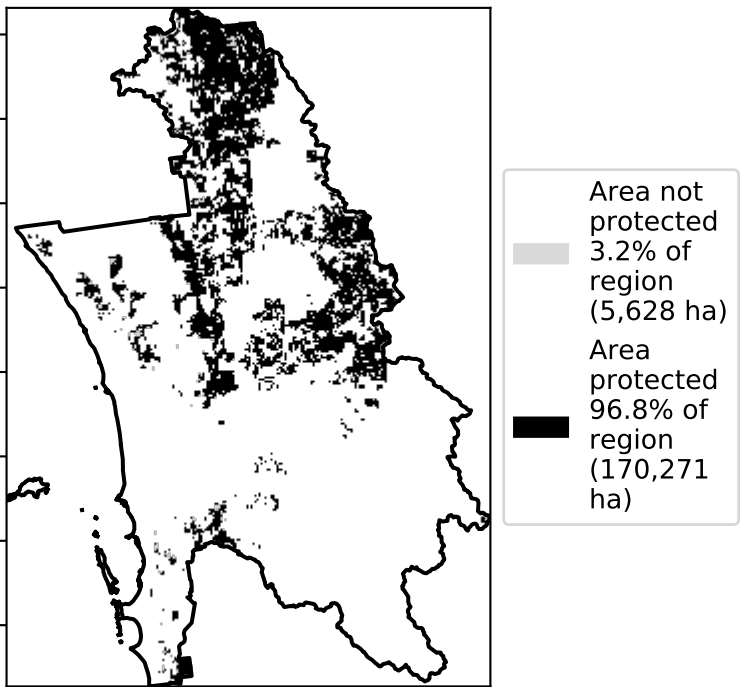 Area not
protected
3.2% of
region
(5,628 ha)
Area
protected
96.8% of
region
(170,271
ha)